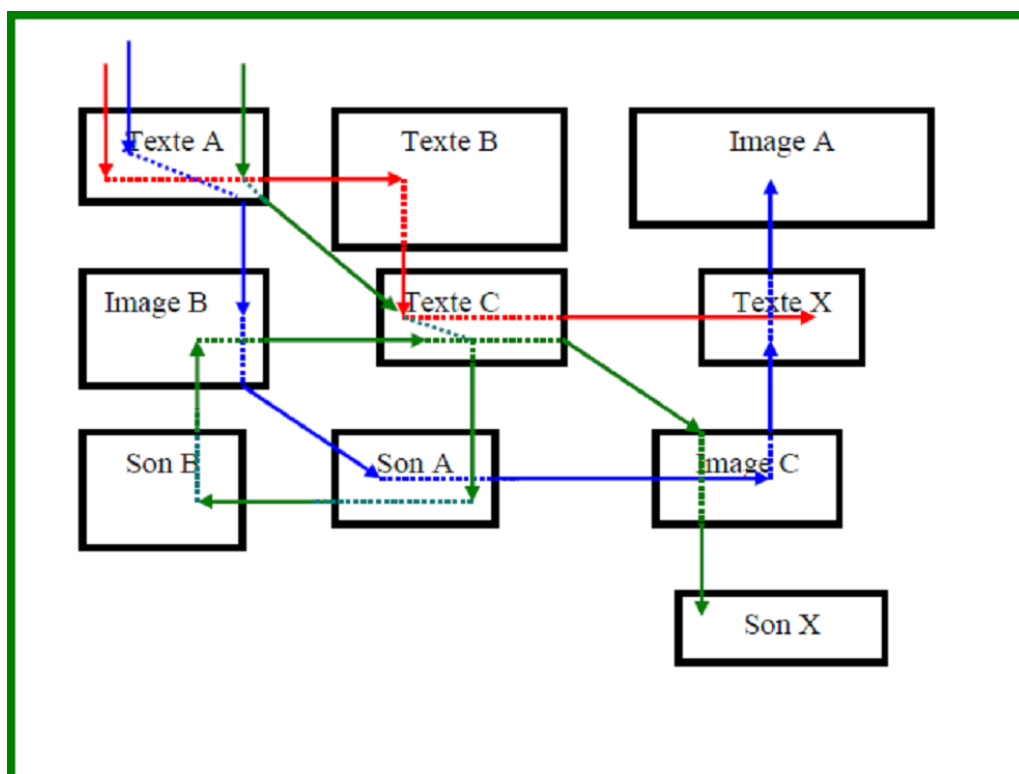 Texte A
Texte B
Image A
Image B
Texte C
Texte X
Son B
Son A
Image C
Son X